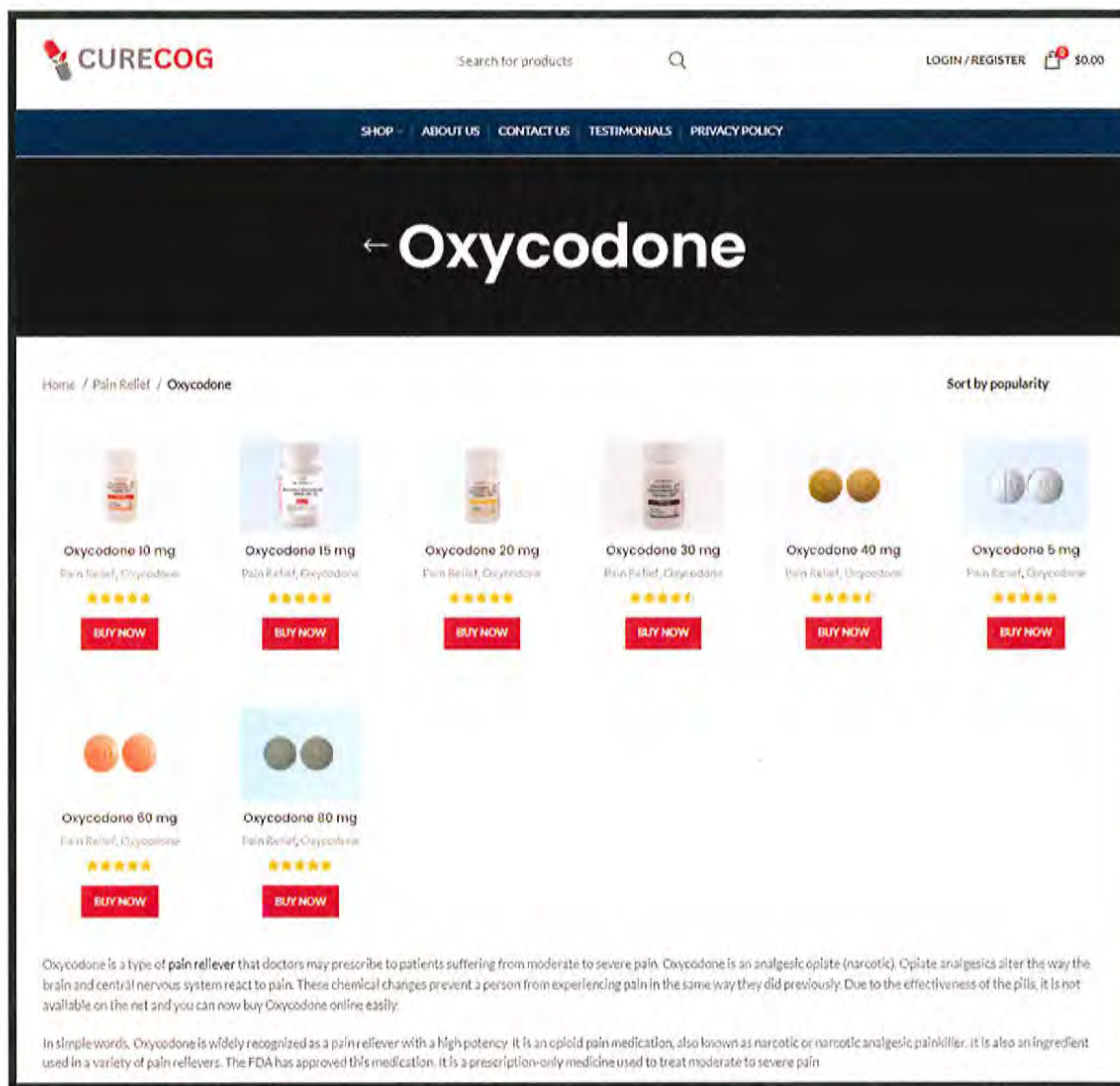 CURECOG
Search for products
LOGIN / REGISTER
0
$0.00
SHOP
ABOUT US
CONTACT US
TESTIMONIALS
PRIVACY POLICY
← Oxycodone
Home / Pain Relief / Oxycodone
Sort by popularity
Oxycodone 10 mg
Pain Relief, Oxycodone
BUY NOW
Oxycodone 15 mg
Pain Relief, Oxycodone
BUY NOW
Oxycodone 20 mg
Pain Relief, Oxycodone
BUY NOW
Oxycodone 30 mg
Pain Relief, Oxycodone
BUY NOW
Oxycodone 40 mg
Pain Relief, Oxycodone
BUY NOW
Oxycodone 5 mg
Pain Relief, Oxycodone
BUY NOW
Oxycodone 60 mg
Pain Relief, Oxycodone
BUY NOW
Oxycodone 80 mg
Pain Relief, Oxycodone
BUY NOW
Oxycodone is a type of pain reliever that doctors may prescribe to patients suffering from moderate to severe pain. Oxycodone is an analgesic opiate (narcotic). Opiate analgesics alter the way the
brain and central nervous system react to pain. These chemical changes prevent a person from experiencing pain in the same way they did previously. Due to the effectiveness of the pills, it is not
available on the net and you can now buy Oxycodone online easily.
In simple words, Oxycodone is widely recognized as a pain reliever with a high potency. It is an opioid pain medication, also known as narcotic or narcotic analgesic painkiller. It is also an ingredient
used in a variety of pain relievers. The FDA has approved this medication. It is a prescription-only medicine used to treat moderate to severe pain